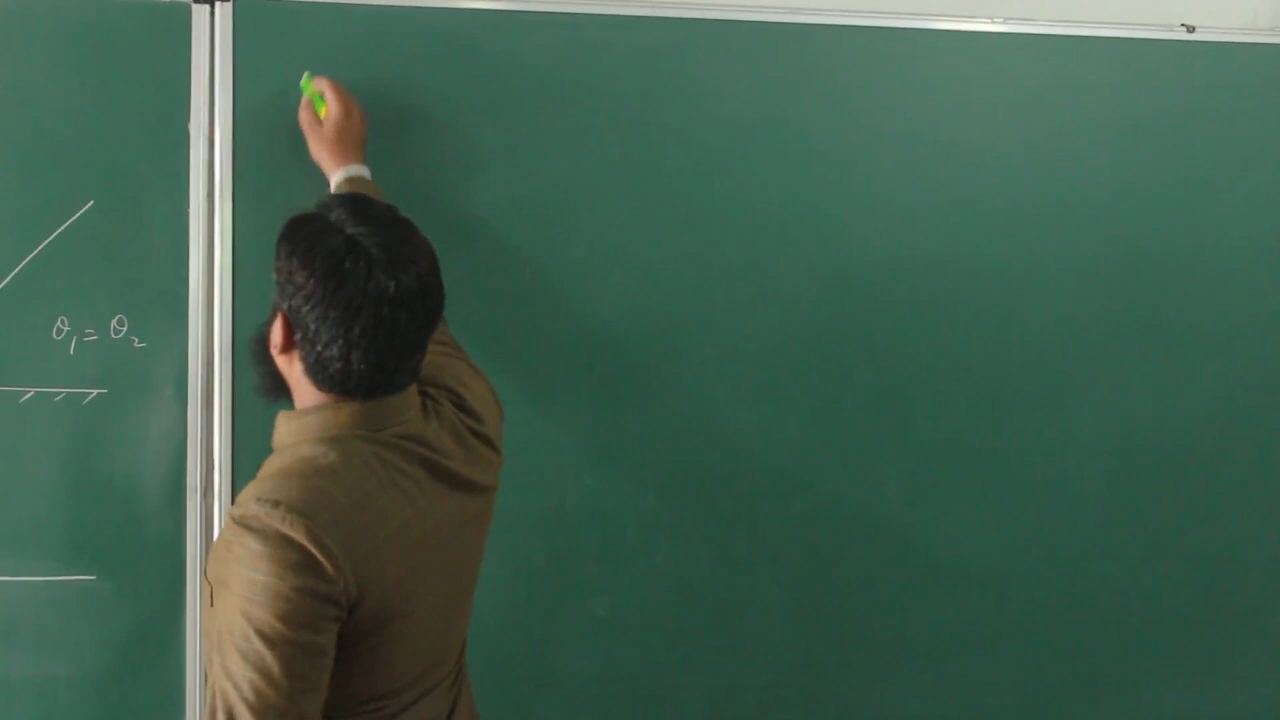 θ₁ = θ₂